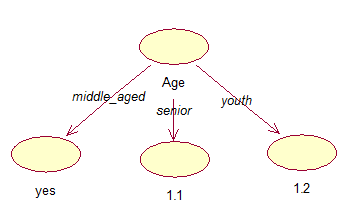 Age
middle_aged
senior
youth
yes
1.1
1.2